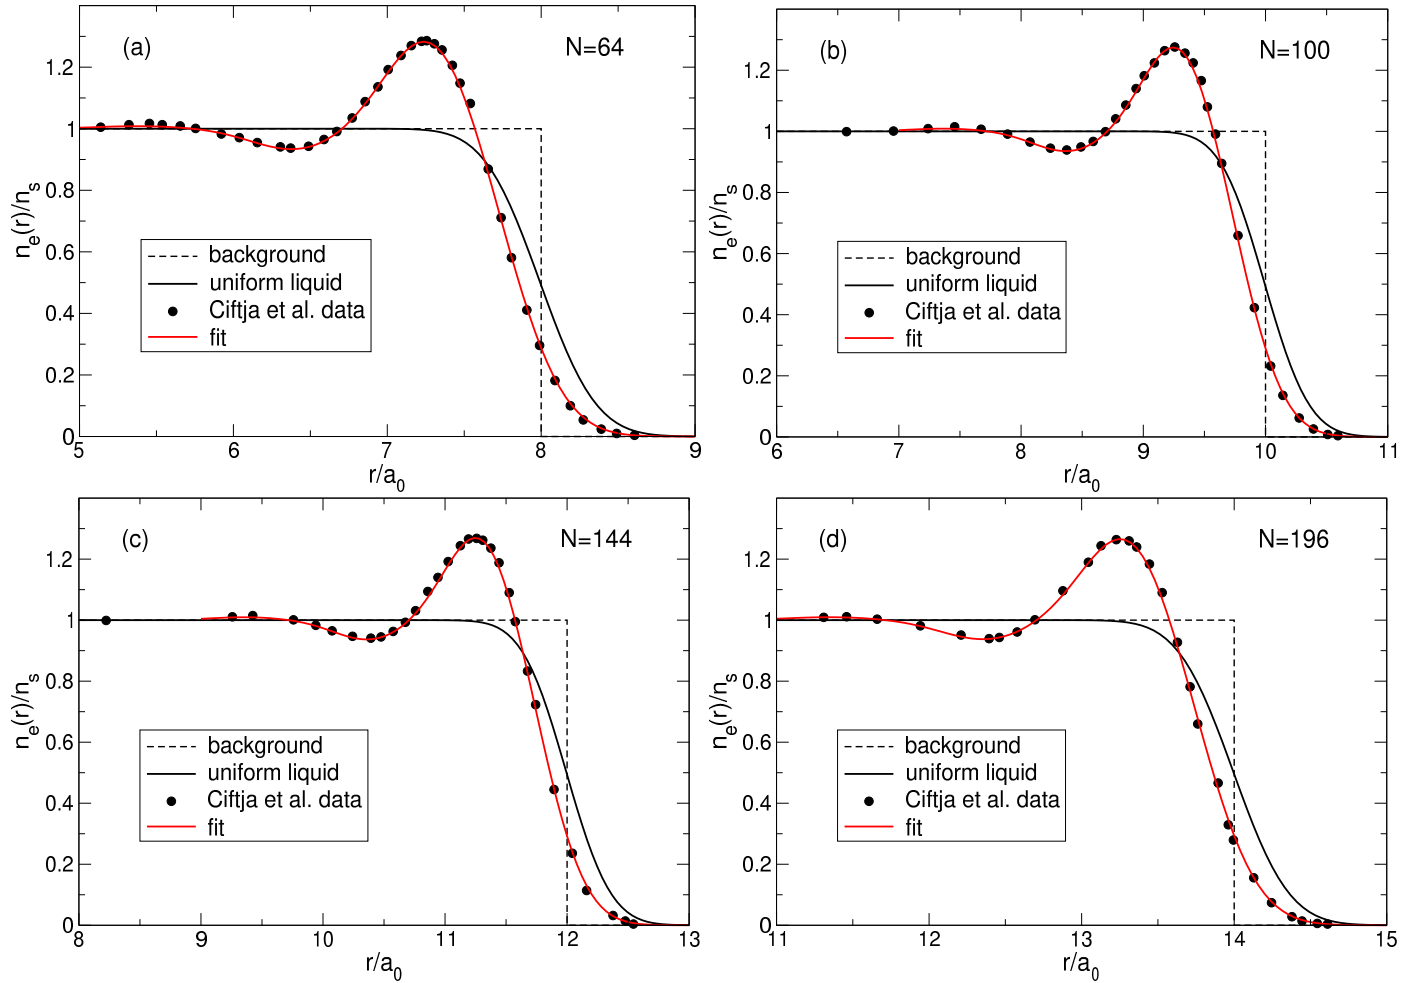 (a)
N=64
1.2
1
0.8
0.6
0.4
0.2
0
n_e(r)/n_s
background
uniform liquid
Ciftja et al. data
fit
5 6 7 8 9
r/a_0
(b)
N=100
1.2
1
0.8
0.6
0.4
0.2
0
n_e(r)/n_s
background
uniform liquid
Ciftja et al. data
fit
6 7 8 9 10 11
r/a_0
(c)
N=144
1.2
1
0.8
0.6
0.4
0.2
0
n_e(r)/n_s
background
uniform liquid
Ciftja et al. data
fit
8 9 10 11 12 13
r/a_0
(d)
N=196
1.2
1
0.8
0.6
0.4
0.2
0
n_e(r)/n_s
background
uniform liquid
Ciftja et al. data
fit
11 12 13 14 15
r/a_0